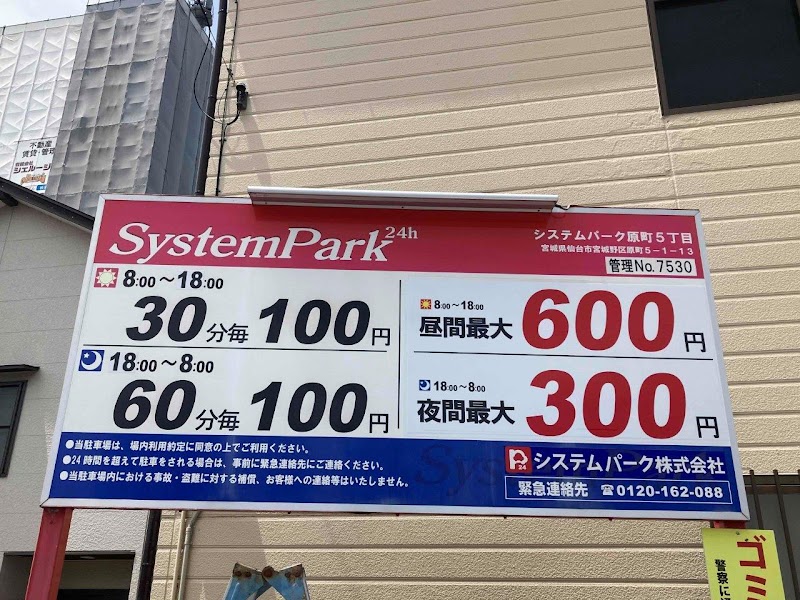 不動産
賃貸・管理
シェルージ
SystemPark24h
システムパーク原町5丁目
宮城県仙台市宮城野区原町5-1-13
管理No.7530
8:00～18:00
30分毎100円
18:00～8:00
60分毎100円
8:00～18:00
昼間最大600円
18:00～8:00
夜間最大300円
●当駐車場は、場内利用約定に同意の上でご利用ください。
●24時間を超えて駐車をされる場合は、事前に緊急連絡先にご連絡ください。
●当駐車場内における事故・盗難に対する補償、お客様への連絡等はいたしません。
P24 システムパーク株式会社
緊急連絡先 ☎0120-162-088
ゴミ
警察に